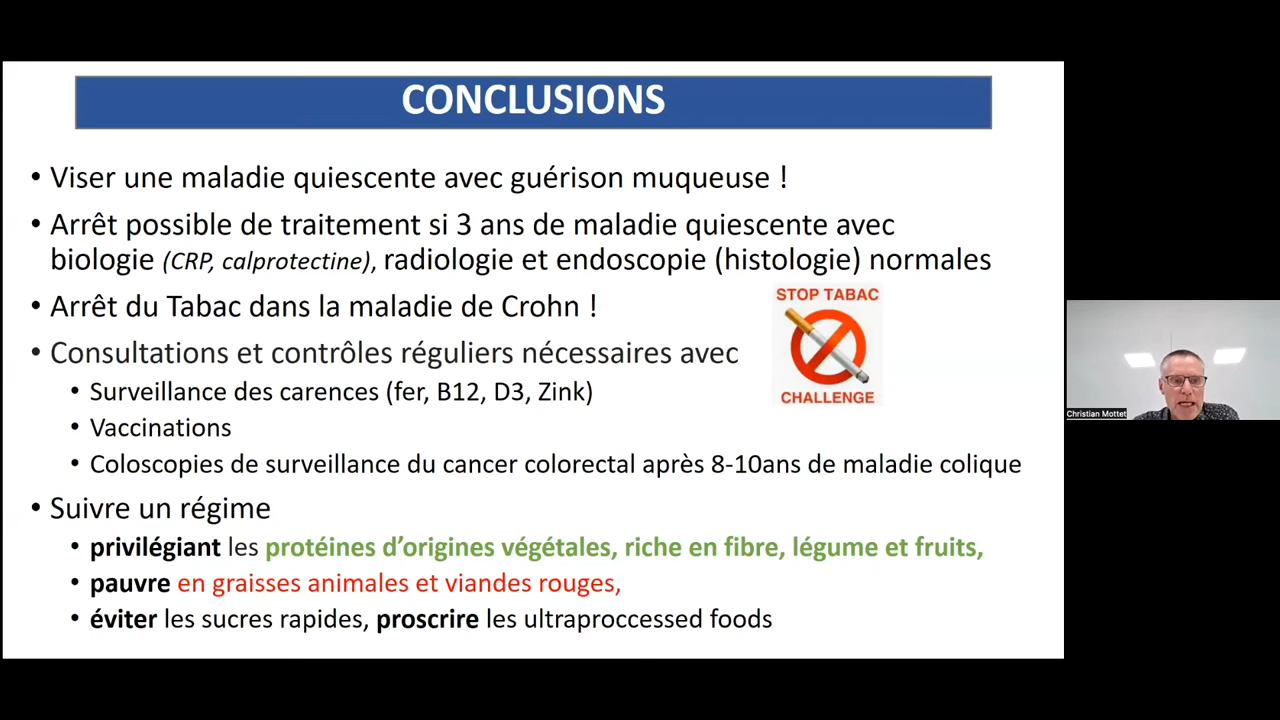 CONCLUSIONS
• Viser une maladie quiescente avec guérison muqueuse !
• Arrêt possible de traitement si 3 ans de maladie quiescente avec
biologie (CRP, calprotectine), radiologie et endoscopie (histologie) normales
• Arrêt du Tabac dans la maladie de Crohn !
STOP TABAC
CHALLENGE
• Consultations et contrôles réguliers nécessaires avec
• Surveillance des carences (fer, B12, D3, Zink)
• Vaccinations
• Coloscopies de surveillance du cancer colorectal après 8-10ans de maladie colique
• Suivre un régime
• privilégiant les protéines d’origines végétales, riche en fibre, légume et fruits,
• pauvre en graisses animales et viandes rouges,
• éviter les sucres rapides, proscrire les ultraproccessed foods
Christian Mottet